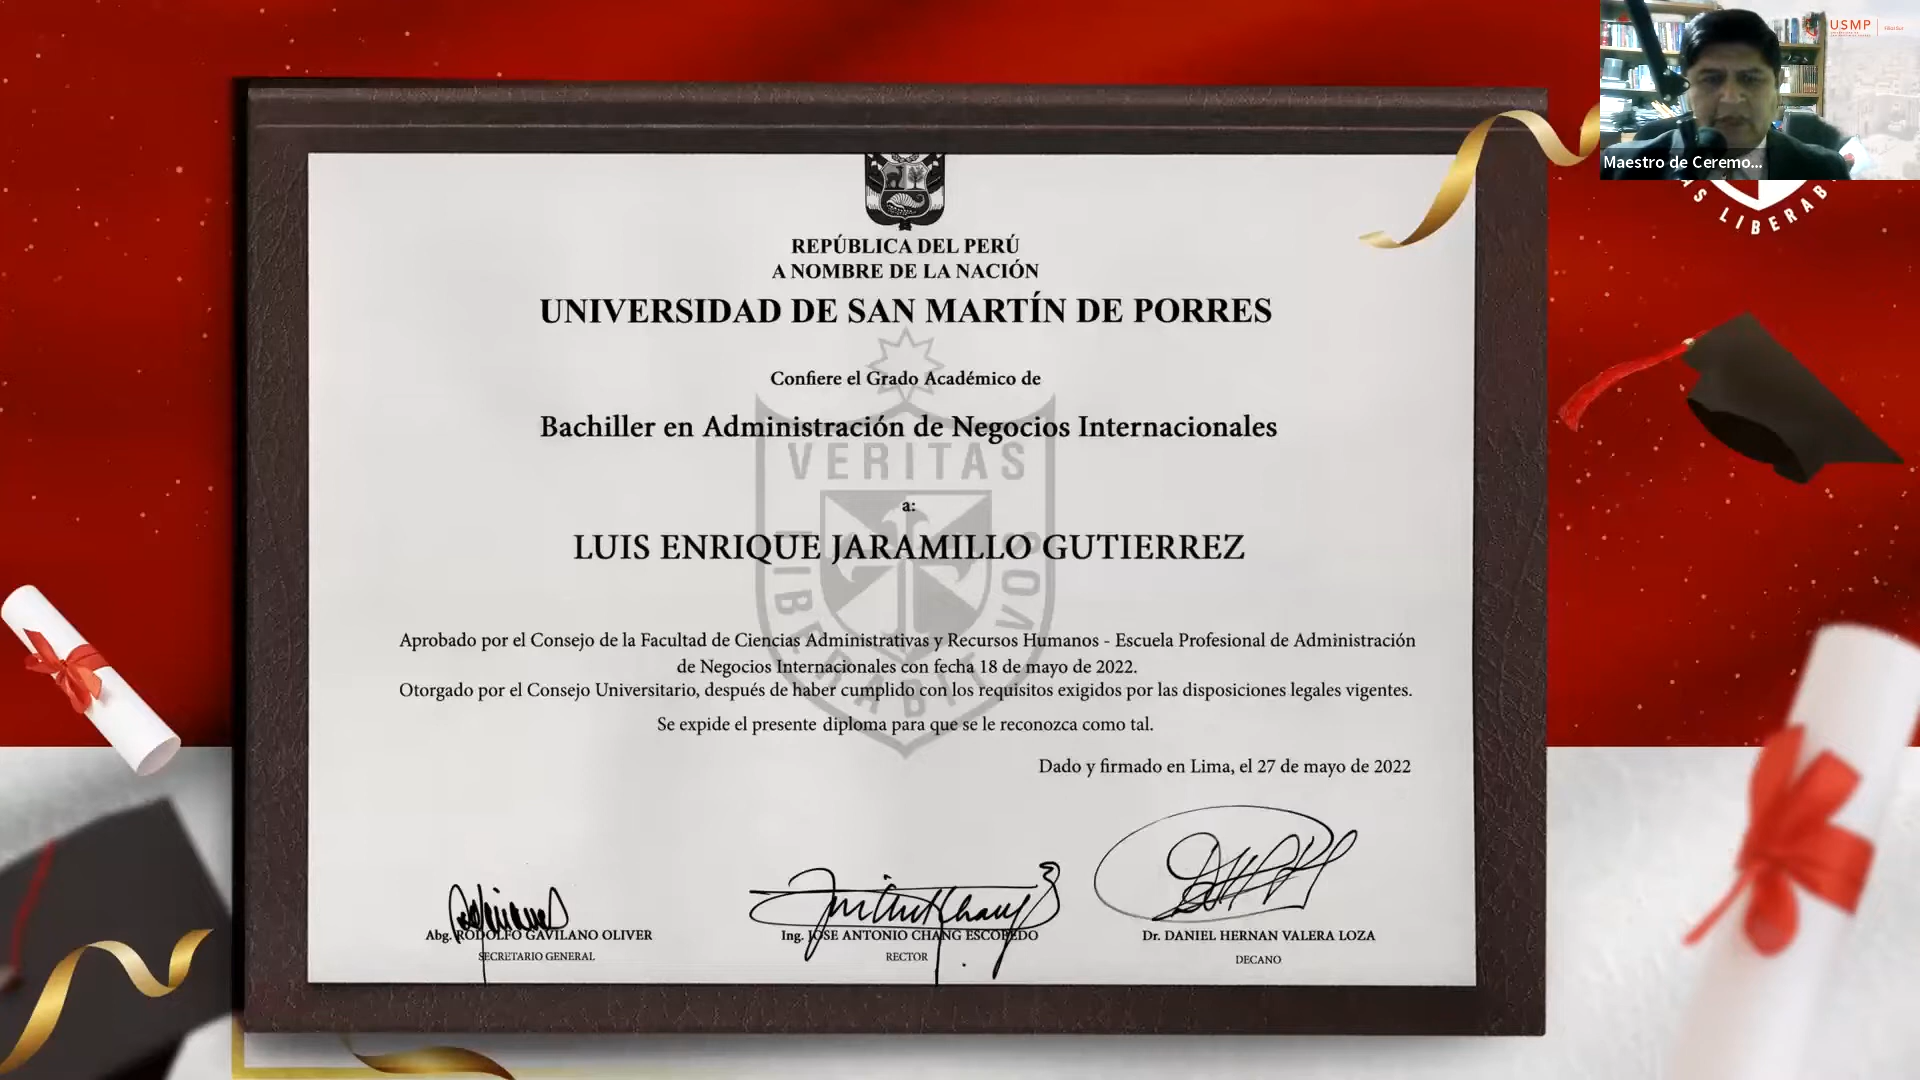 USMP
Maestro de Ceremo...
AS LIBERAB
REPÚBLICA DEL PERÚ
A NOMBRE DE LA NACIÓN
UNIVERSIDAD DE SAN MARTÍN DE PORRES
Confiere el Grado Académico de
Bachiller en Administración de Negocios Internacionales
VERITAS
a:
LUIS ENRIQUE JARAMILLO GUTIERREZ
LIBERABIT VOS
Aprobado por el Consejo de la Facultad de Ciencias Administrativas y Recursos Humanos - Escuela Profesional de Administración
de Negocios Internacionales con fecha 18 de mayo de 2022.
Otorgado por el Consejo Universitario, después de haber cumplido con los requisitos exigidos por las disposiciones legales vigentes.
Se expide el presente diploma para que se le reconozca como tal.
Dado y firmado en Lima, el 27 de mayo de 2022
Abg. RODOLFO GAVILANO OLIVER
SECRETARIO GENERAL
Ing. JOSE ANTONIO CHANG ESCOBEDO
RECTOR
Dr. DANIEL HERNAN VALERA LOZA
DECANO